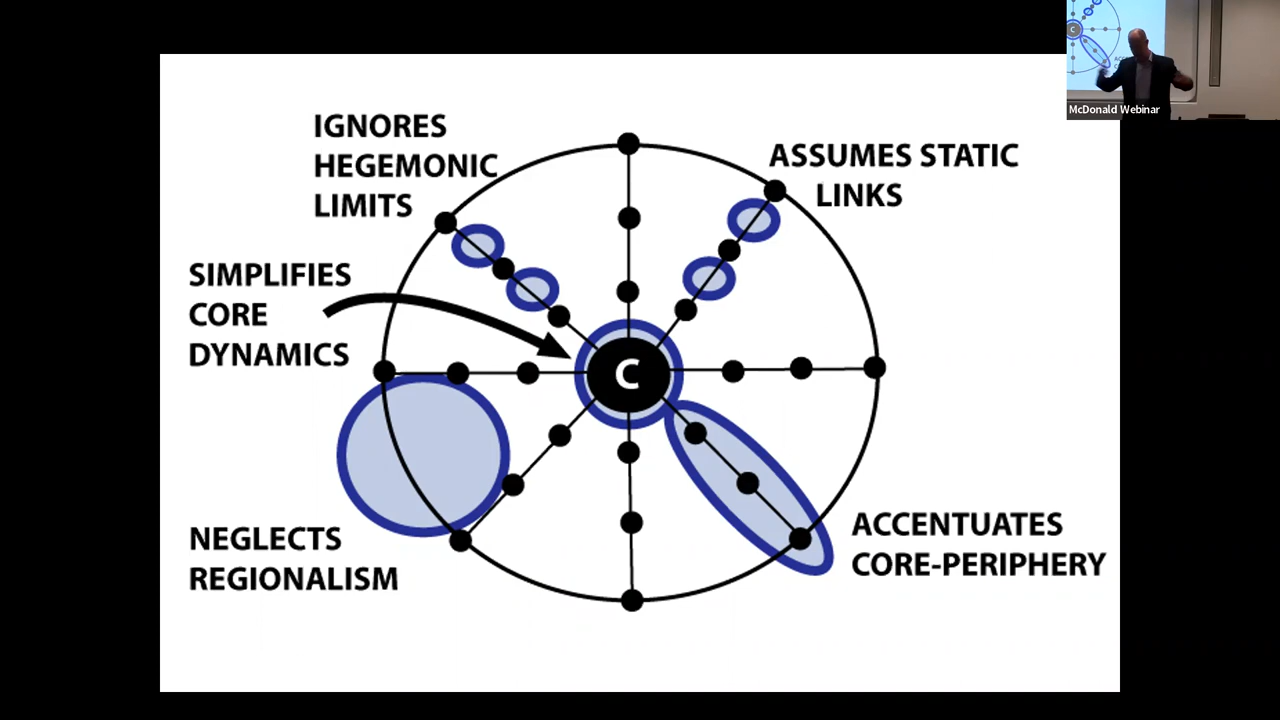 IGNORES
HEGEMONIC
LIMITS
ASSUMES STATIC
LINKS
SIMPLIFIES
CORE
DYNAMICS
C
NEGLECTS
REGIONALISM
ACCENTUATES
CORE-PERIPHERY
McDonald Webinar
C